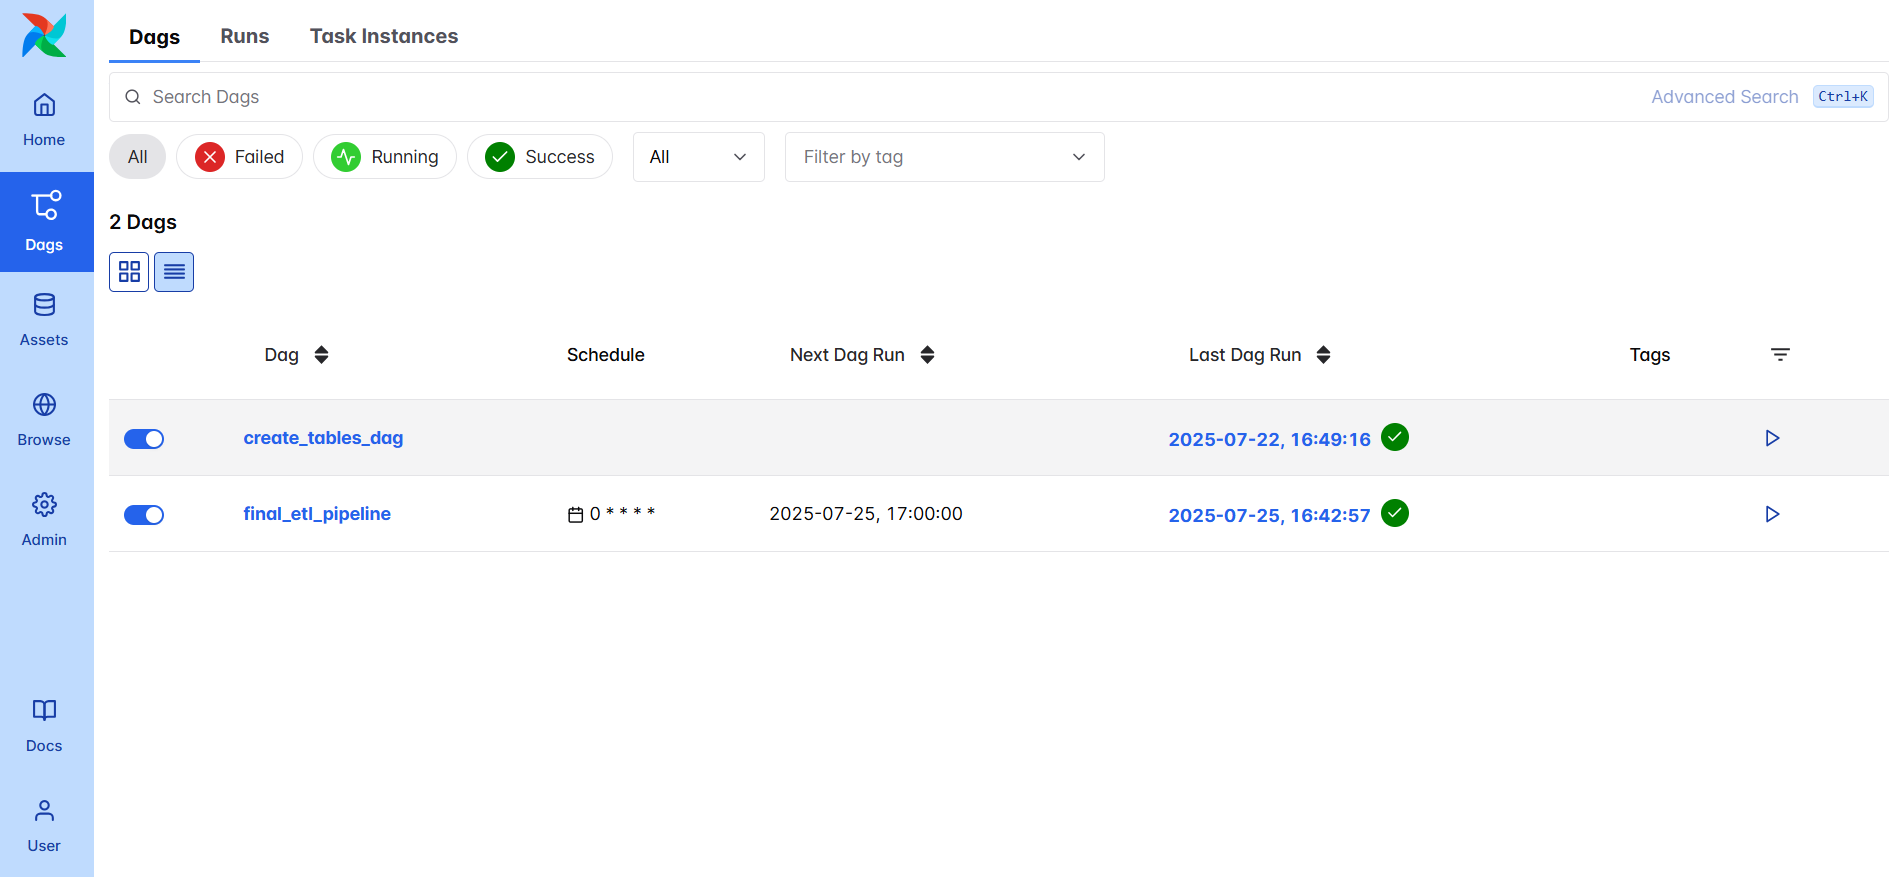 Dags Runs Task Instances
Search Dags Advanced Search Ctrl+K
All Failed Running Success All Filter by tag
2 Dags
Dag Schedule Next Dag Run Last Dag Run Tags
create_tables_dag 2025-07-22, 16:49:16
final_etl_pipeline 0 * * * * 2025-07-25, 17:00:00 2025-07-25, 16:42:57
Home
Dags
Assets
Browse
Admin
Docs
User